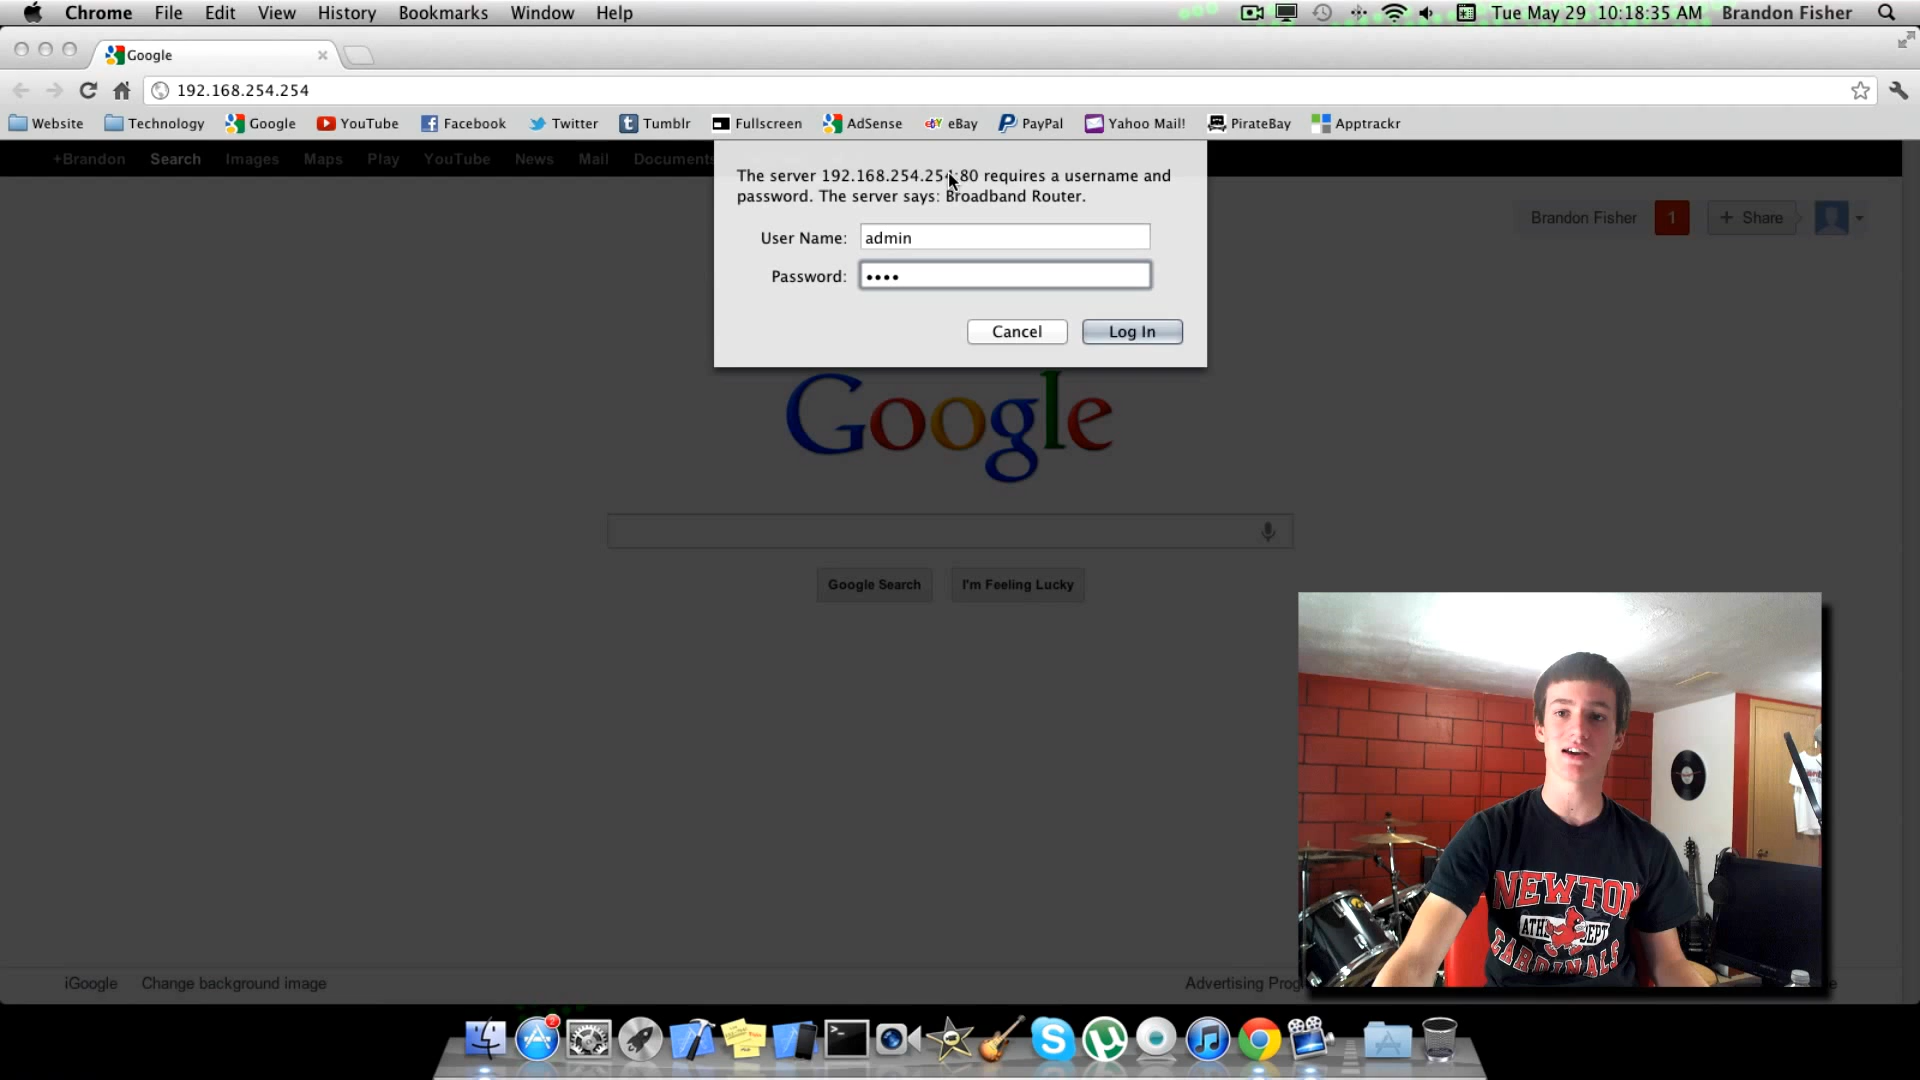 Chrome File Edit View History Bookmarks Window Help Tue May 29 10:18:35 AM Brandon Fisher
Google
192.168.254.254
Website Technology Google YouTube Facebook Twitter Tumblr Fullscreen AdSense eBay PayPal Yahoo Mail! PirateBay Apptrackr
+Brandon Search Images Maps Play YouTube News Mail Documents
The server 192.168.254.254:80 requires a username and
password. The server says: Broadband Router.
User Name: admin
Password: ••••
Cancel Log In
Brandon Fisher 1 + Share
Google
Google Search I'm Feeling Lucky
NEWTON
DEPT
CARDINALS
iGoogle Change background image Advertising